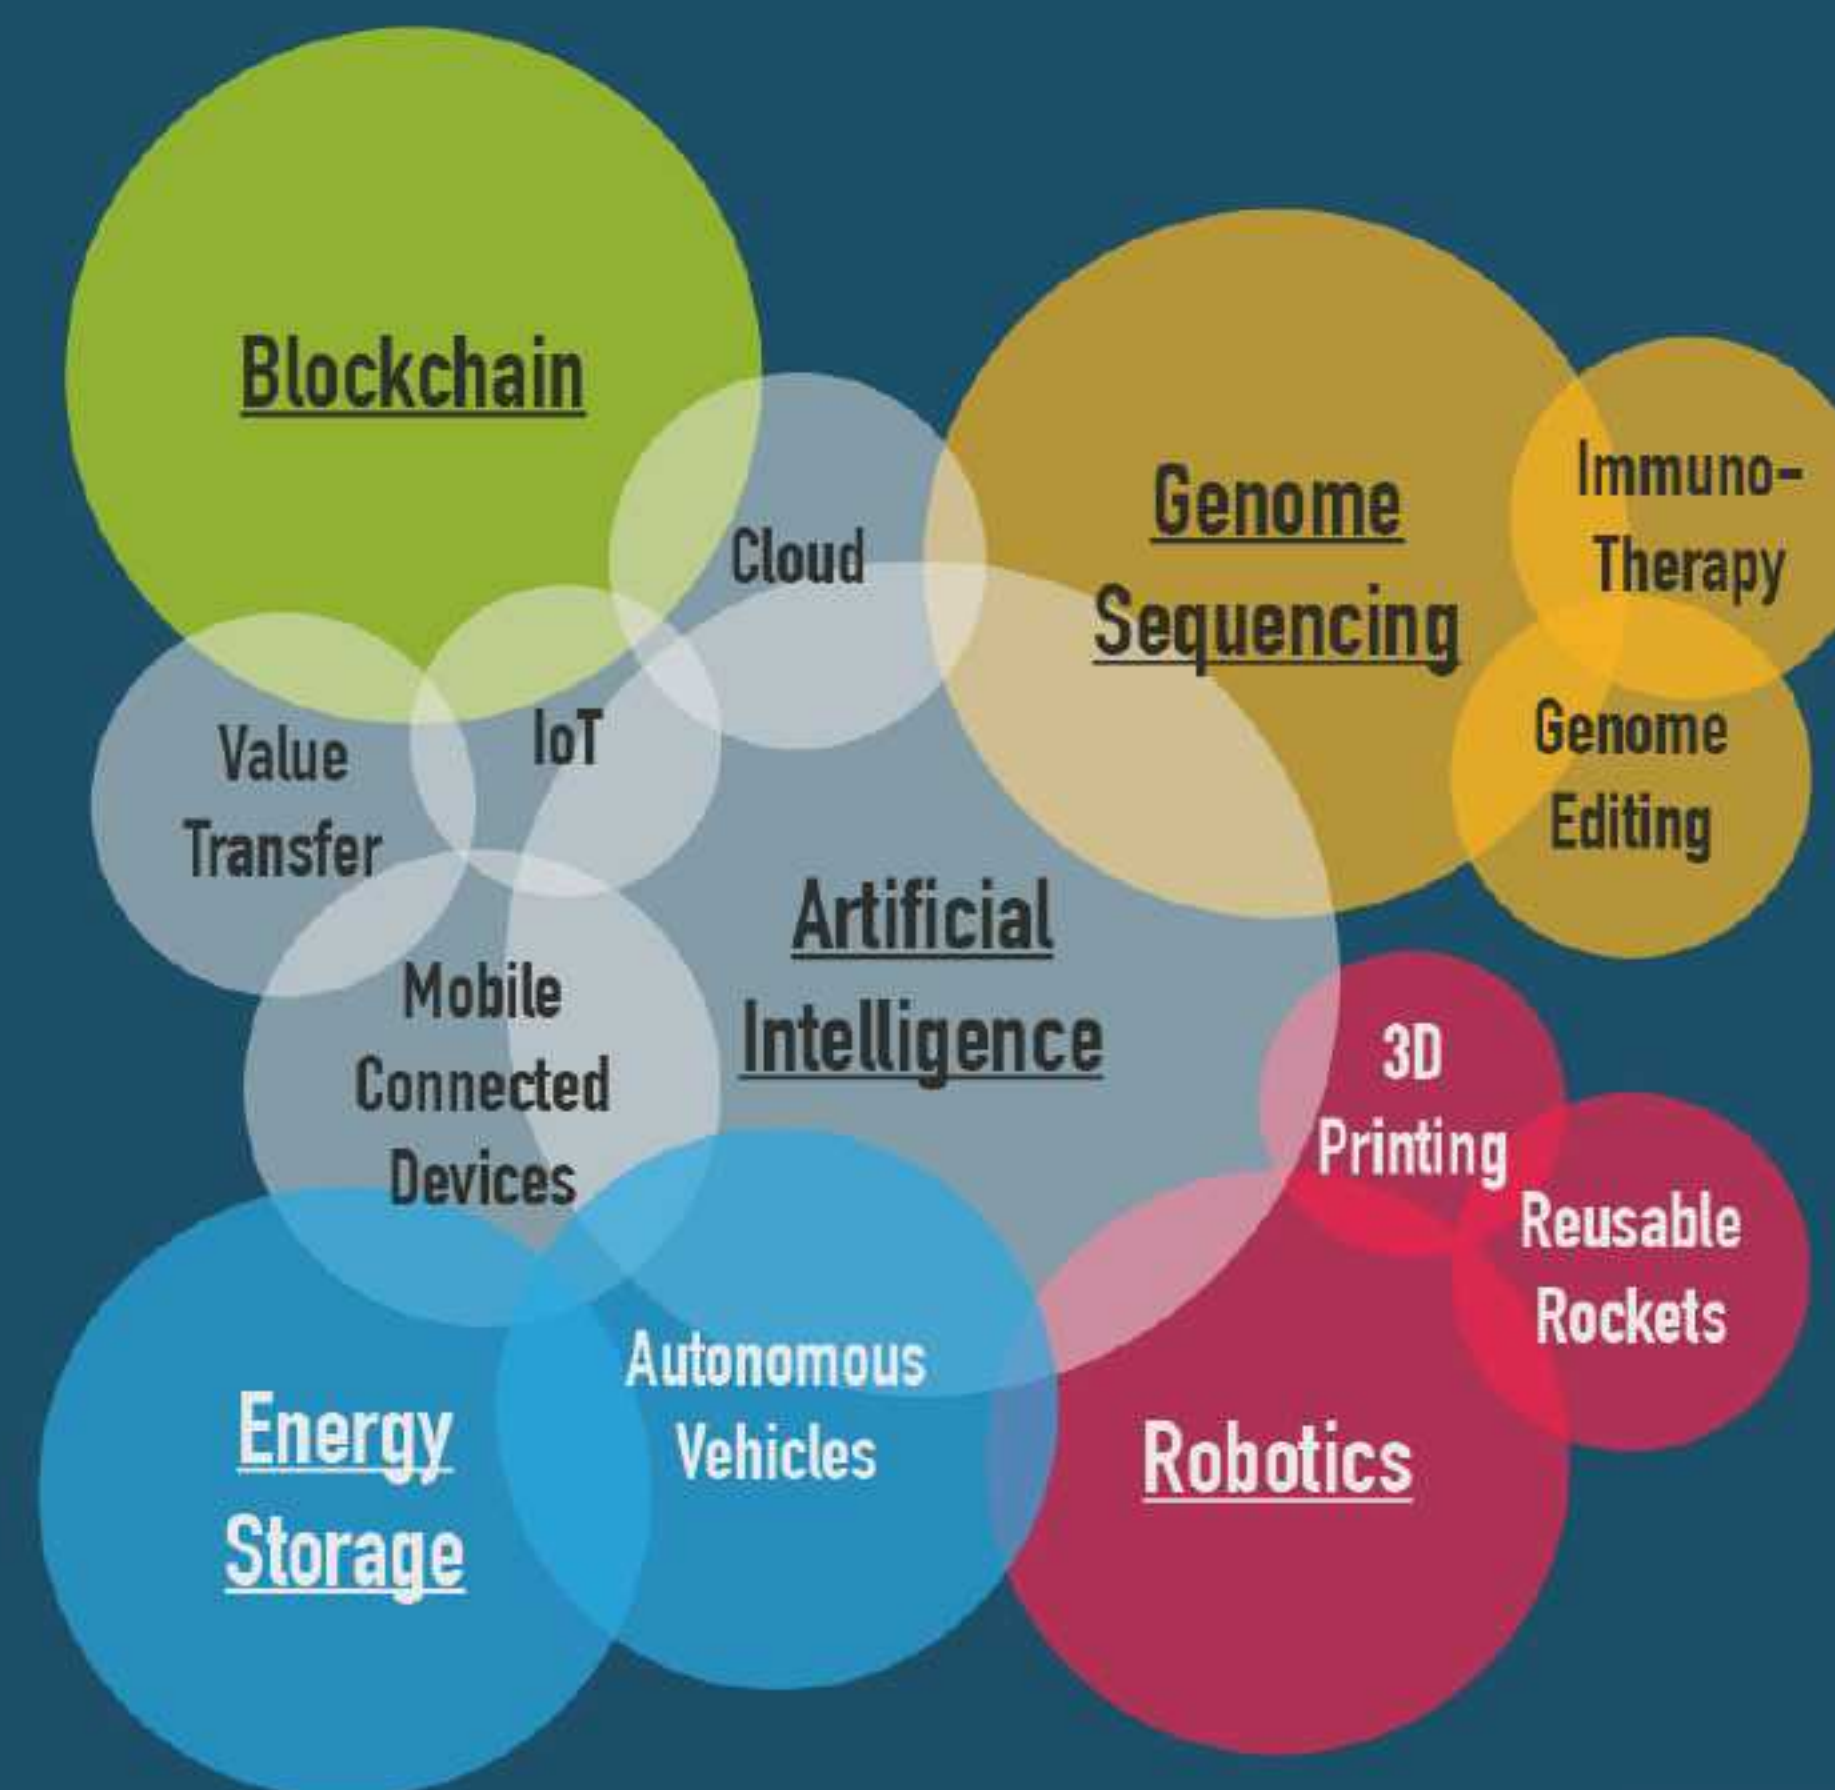 Blockchain
Cloud
Genome
Sequencing
Immuno-
Therapy
Genome
Editing
Value
Transfer
IoT
Artificial
Intelligence
Mobile
Connected
Devices
3D
Printing
Reusable
Rockets
Autonomous
Vehicles
Energy
Storage
Robotics